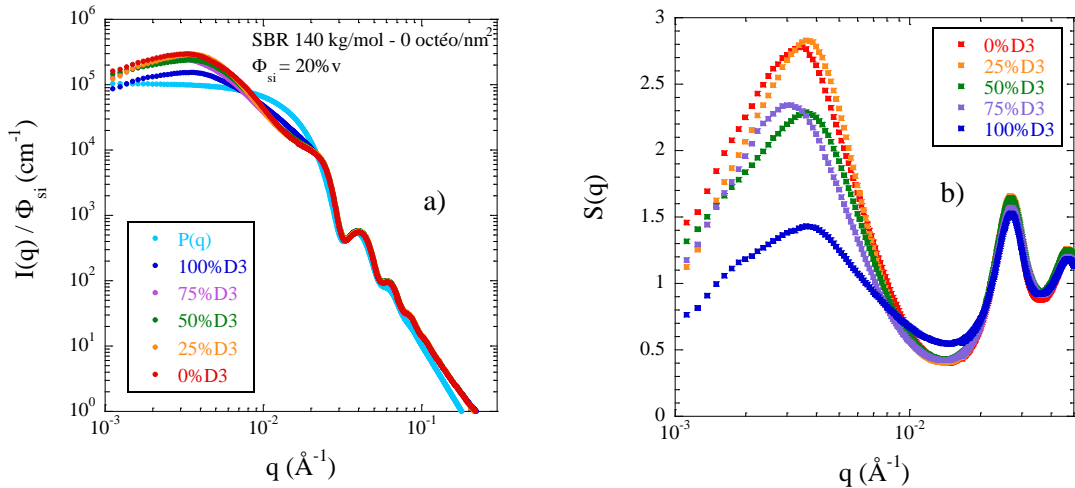 SBR 140 kg/mol - 0 octéo/nm²
Φsi = 20%v
a)
I(q) / Φsi (cm⁻¹)
10⁶
10⁵
10⁴
10³
10²
10¹
10⁰
P(q)
100%D3
75%D3
50%D3
25%D3
0%D3
10⁻³
10⁻²
10⁻¹
q (Å⁻¹)
S(q)
3
2.5
2
1.5
1
0.5
0
0%D3
25%D3
50%D3
75%D3
100%D3
b)
10⁻³
10⁻²
q (Å⁻¹)